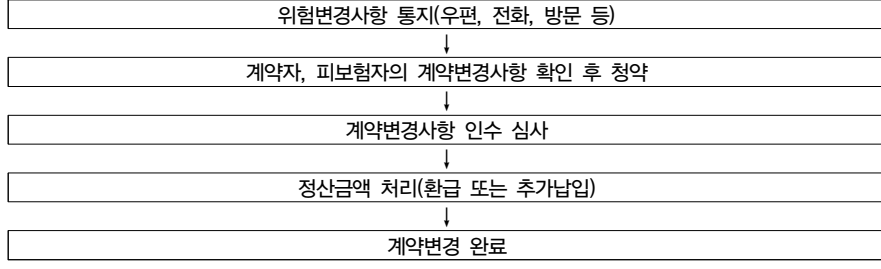 위험변경사항 통지(우편, 전화, 방문 등)
↓
계약자, 피보험자의 계약변경사항 확인 후 청약
↓
계약변경사항 인수 심사
↓
정산금액 처리(환급 또는 추가납입)
↓
계약변경 완료